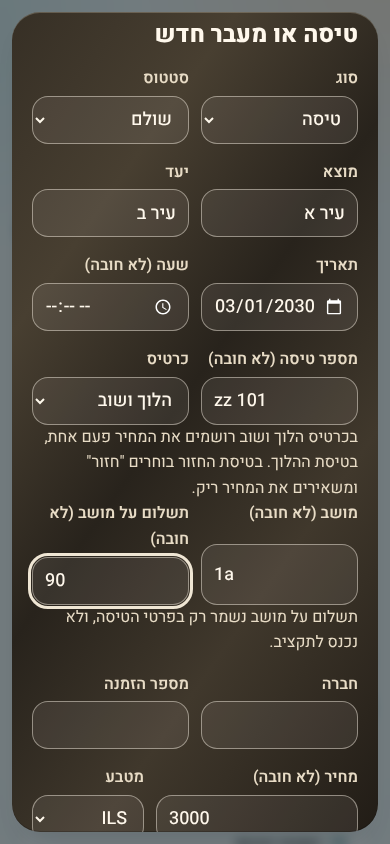 טיסה או מעבר חדש
סוג
סטטוס
טיסה
שולם
מוצא
יעד
עיר א
עיר ב
תאריך
שעה (לא חובה)
03/01/2030
--:-- --
מספר טיסה (לא חובה)
כרטיס
zz 101
הלוך ושוב
בכרטיס הלוך ושוב רושמים את המחיר פעם אחת,
בטיסת ההלוך. בטיסת החזור בוחרים "חזור"
ומשאירים את המחיר ריק.
מושב (לא חובה)
תשלום על מושב (לא
חובה)
1a
90
תשלום על מושב נשמר רק בפרטי הטיסה, ולא
נכנס לתקציב.
חברה
מספר הזמנה
מחיר (לא חובה)
מטבע
3000
ILS